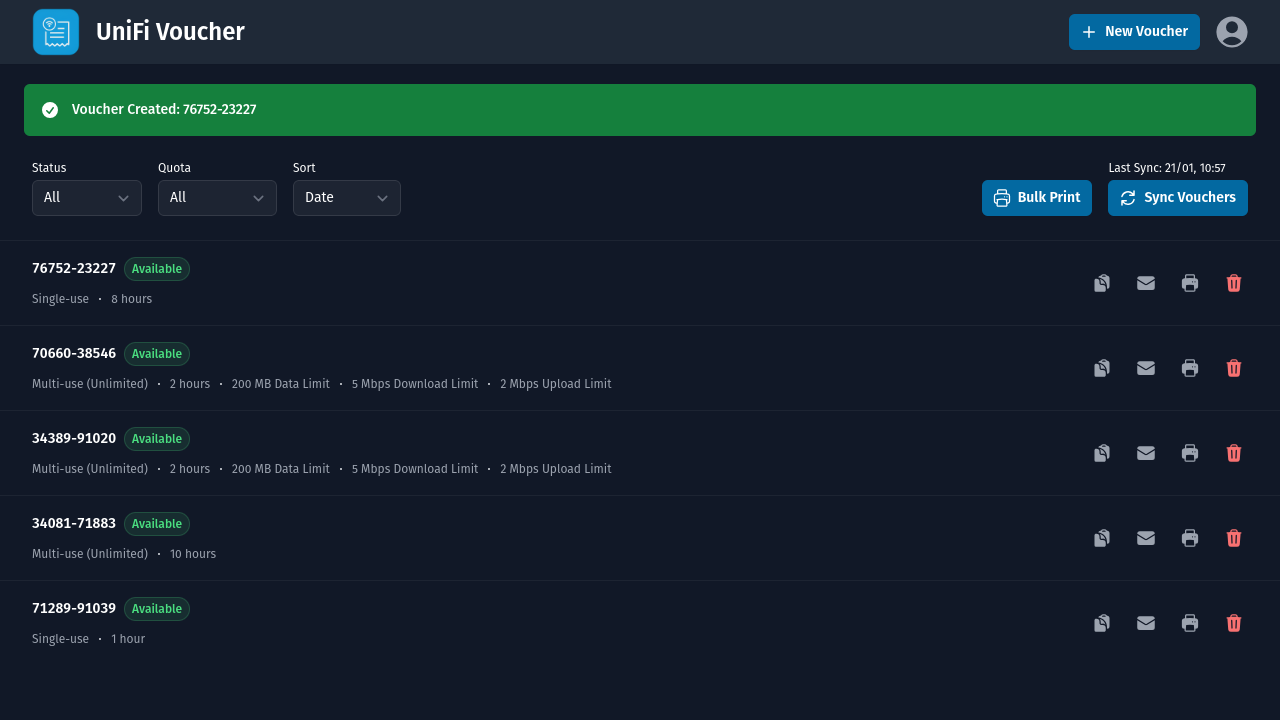 UniFi Voucher
New Voucher
Voucher Created: 76752-23227
Status
Quota
Sort
Last Sync: 21/01, 10:57
All
All
Date
Bulk Print
Sync Vouchers
76752-23227 Available
Single-use • 8 hours
70660-38546 Available
Multi-use (Unlimited) • 2 hours • 200 MB Data Limit • 5 Mbps Download Limit • 2 Mbps Upload Limit
34389-91020 Available
Multi-use (Unlimited) • 2 hours • 200 MB Data Limit • 5 Mbps Download Limit • 2 Mbps Upload Limit
34081-71883 Available
Multi-use (Unlimited) • 10 hours
71289-91039 Available
Single-use • 1 hour